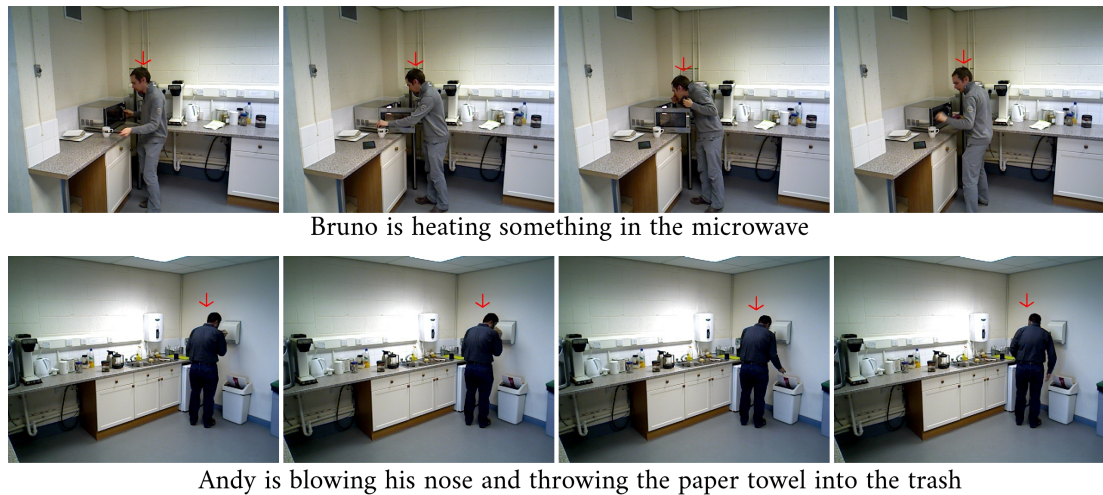 Bruno is heating something in the microwave
Andy is blowing his nose and throwing the paper towel into the trash